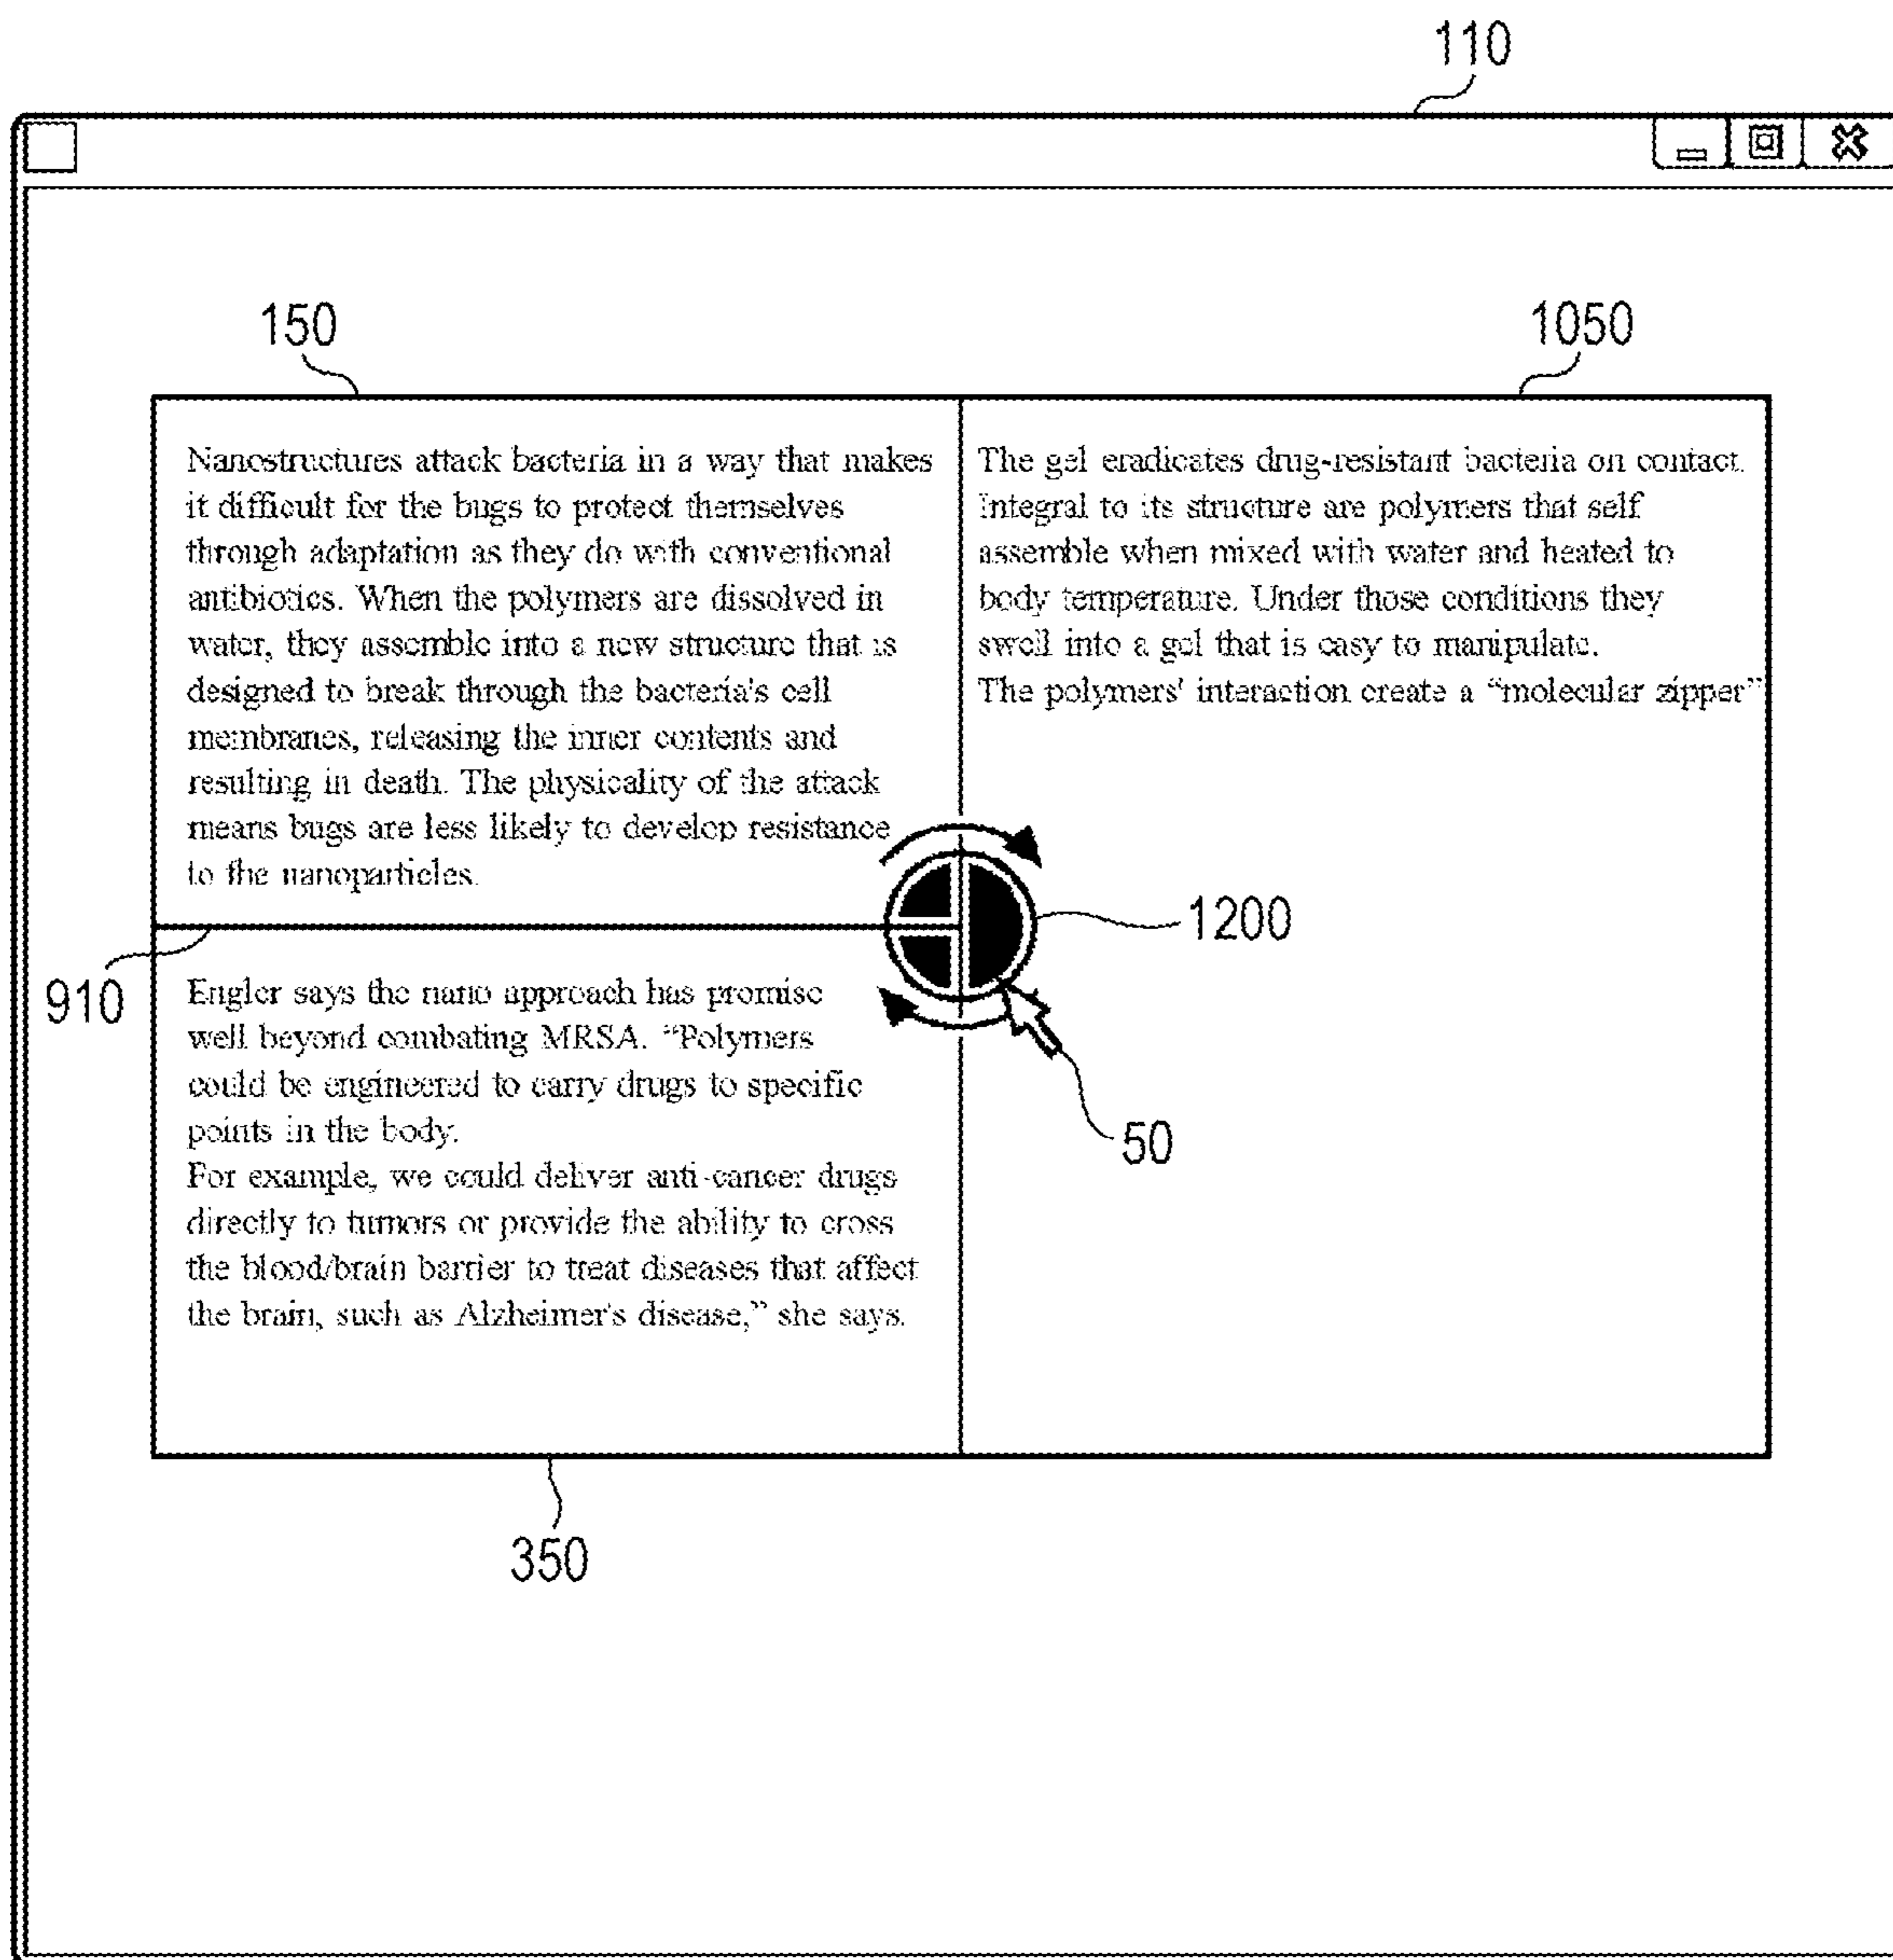 110
150
1050
Nanostructures attack bacteria in a way that makes
it difficult for the bugs to protect themselves
through adaptation as they do with conventional
antibiotics. When the polymers are dissolved in
water, they assemble into a new structure that is
designed to break through the bacteria's cell
membranes, releasing the inner contents and
resulting in death. The physicality of the attack
means bugs are less likely to develop resistance
to the nanoparticles.
The gel eradicates drug-resistant bacteria on contact.
Integral to its structure are polymers that self
assemble when mixed with water and heated to
body temperature. Under those conditions they
swell into a gel that is easy to manipulate.
The polymers' interaction create a “molecular zipper”
1200
910
Engler says the nano approach has promise
well beyond combating MRSA. “Polymers
could be engineered to carry drugs to specific
points in the body.
For example, we could deliver anti-cancer drugs
directly to tumors or provide the ability to cross
the blood/brain barrier to treat diseases that affect
the brain, such as Alzheimer's disease,” she says.
50
350